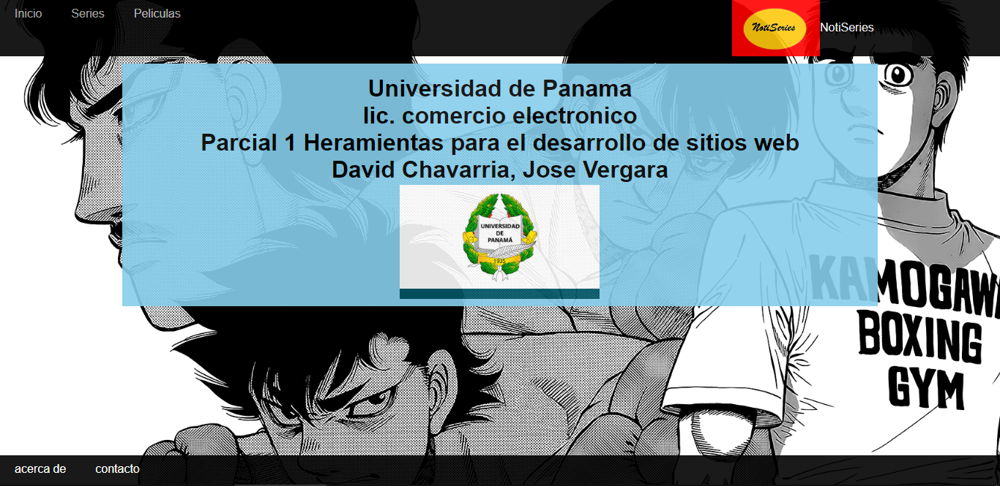 Inicio Series Peliculas
NotiSeries NotiSeries
Universidad de Panama
lic. comercio electronico
Parcial 1 Heramientas para el desarrollo de sitios web
David Chavarria, Jose Vergara
UNIVERSIDAD
DE
PANAMÁ
1935
KAMOGAWA
BOXING
GYM
acerca de contacto